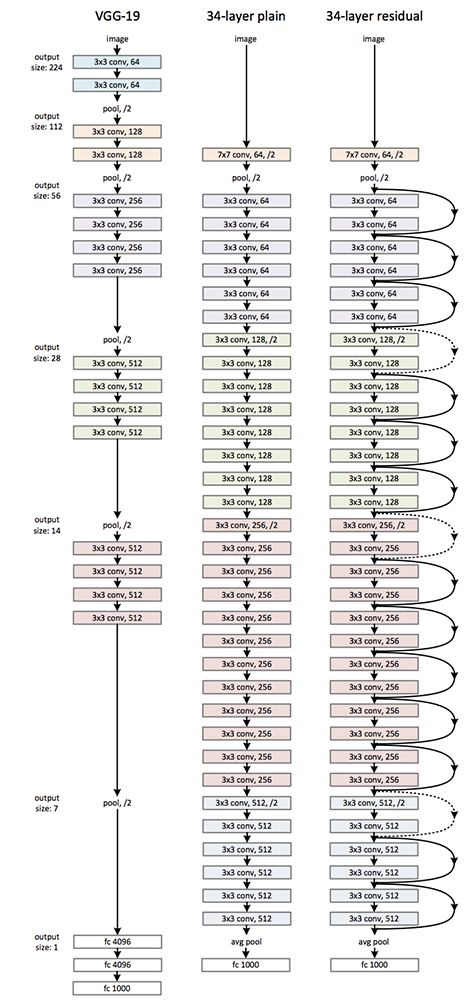 output
size: 224
output
size: 112
output
size: 56
output
size: 28
output
size: 14
output
size: 7
output
size: 1
VGG-19
image
3x3 conv, 64
3x3 conv, 64
pool, /2
3x3 conv, 128
3x3 conv, 128
pool, /2
3x3 conv, 256
3x3 conv, 256
3x3 conv, 256
3x3 conv, 256
pool, /2
3x3 conv, 512
3x3 conv, 512
3x3 conv, 512
3x3 conv, 512
pool, /2
3x3 conv, 512
3x3 conv, 512
3x3 conv, 512
3x3 conv, 512
pool, /2
fc 4096
fc 4096
fc 1000
34-layer plain
image
7x7 conv, 64, /2
pool, /2
3x3 conv, 64
3x3 conv, 64
3x3 conv, 64
3x3 conv, 64
3x3 conv, 64
3x3 conv, 64
3x3 conv, 128, /2
3x3 conv, 128
3x3 conv, 128
3x3 conv, 128
3x3 conv, 128
3x3 conv, 128
3x3 conv, 128
3x3 conv, 128
3x3 conv, 256, /2
3x3 conv, 256
3x3 conv, 256
3x3 conv, 256
3x3 conv, 256
3x3 conv, 256
3x3 conv, 256
3x3 conv, 256
3x3 conv, 256
3x3 conv, 256
3x3 conv, 256
3x3 conv, 256
3x3 conv, 512, /2
3x3 conv, 512
3x3 conv, 512
3x3 conv, 512
3x3 conv, 512
3x3 conv, 512
avg pool
fc 1000
34-layer residual
image
7x7 conv, 64, /2
pool, /2
3x3 conv, 64
3x3 conv, 64
3x3 conv, 64
3x3 conv, 64
3x3 conv, 64
3x3 conv, 64
3x3 conv, 128, /2
3x3 conv, 128
3x3 conv, 128
3x3 conv, 128
3x3 conv, 128
3x3 conv, 128
3x3 conv, 128
3x3 conv, 128
3x3 conv, 256, /2
3x3 conv, 256
3x3 conv, 256
3x3 conv, 256
3x3 conv, 256
3x3 conv, 256
3x3 conv, 256
3x3 conv, 256
3x3 conv, 256
3x3 conv, 256
3x3 conv, 256
3x3 conv, 256
3x3 conv, 512, /2
3x3 conv, 512
3x3 conv, 512
3x3 conv, 512
3x3 conv, 512
3x3 conv, 512
avg pool
fc 1000